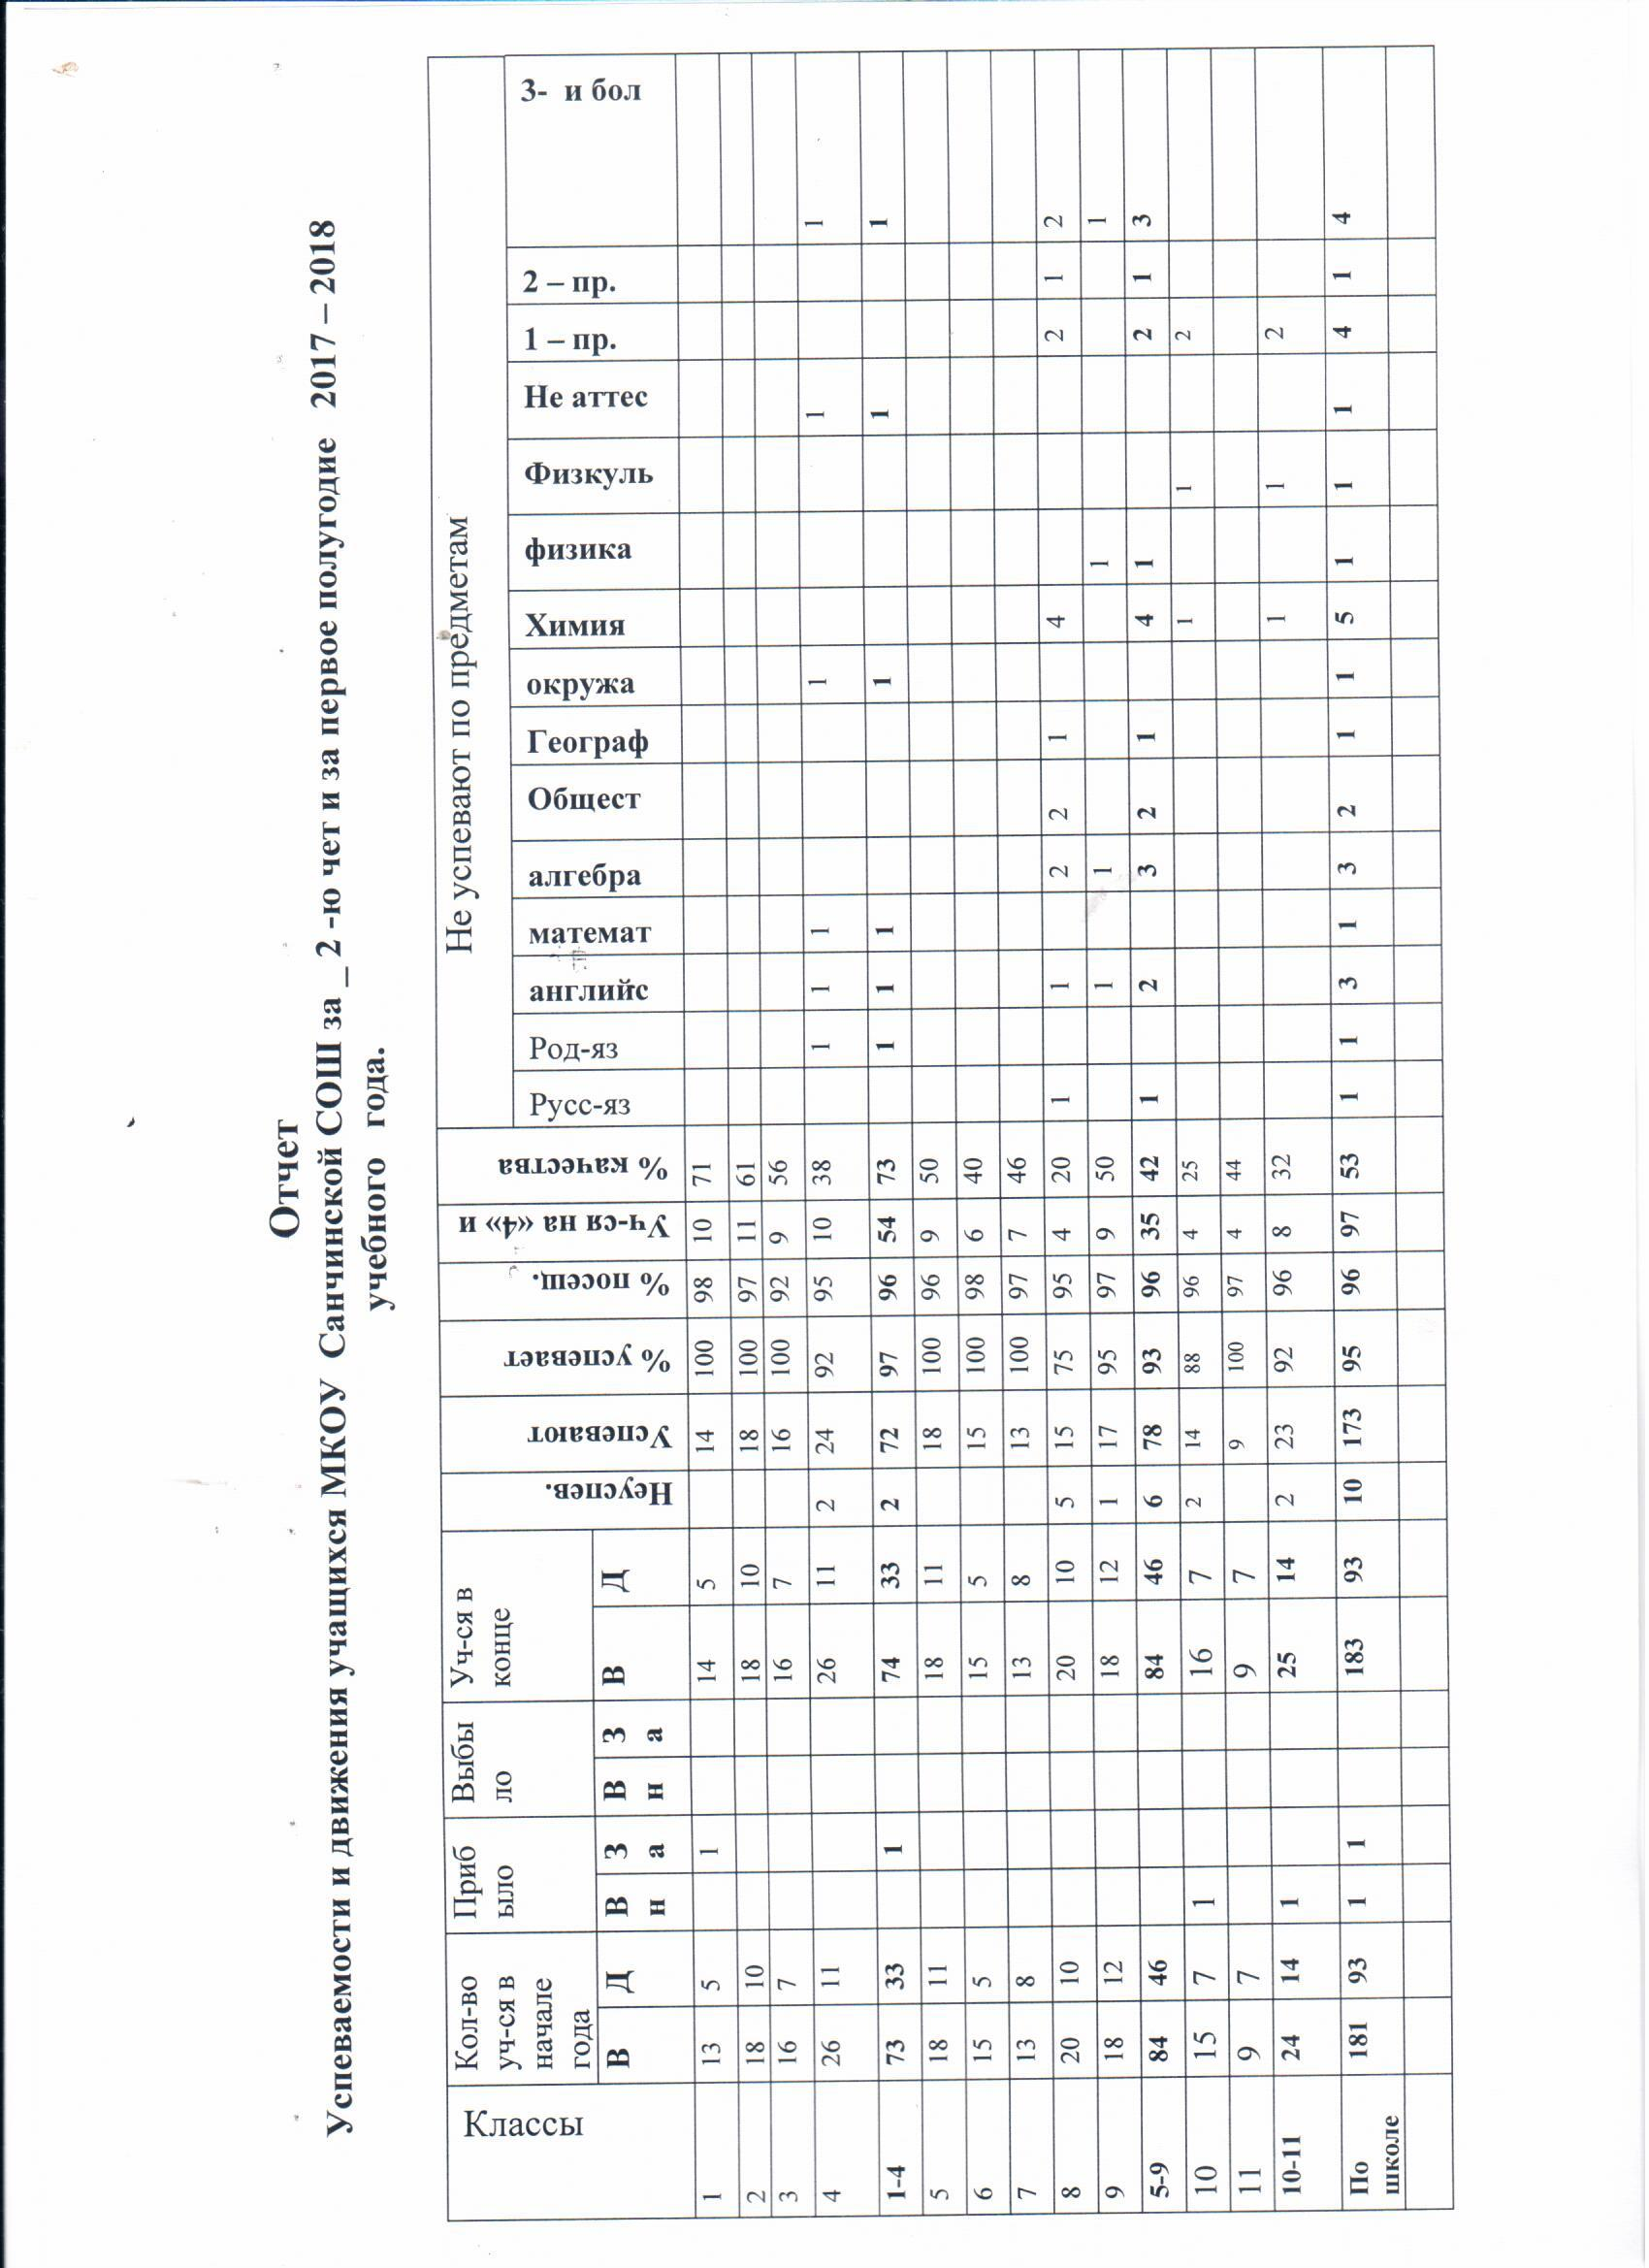 Отчет
Успеваемости и движения учащихся МКОУ Санчинской СОШ за _ 2 -ю чет и за первое полугодие 2017 – 2018
учебного года.
Классы Кол-во уч-ся в начале года Приб ыло Выбы ло Уч-ся в конце Неуспев. Успевают % успевает % посещ. Уч-ся на «4» и % качества Не успевают по предметам
В Д В н З а В н З а В Д Русс-яз Род-яз английс математ алгебра Общест Географ окружа Химия физика Физкуль Не аттес 1 – пр. 2 – пр. 3- и бол
1 13 5 1 14 5 14 100 98 10 71
2 18 10 18 10 18 100 97 11 61
3 16 7 16 7 16 100 92 9 56
4 26 11 26 11 2 24 92 95 10 38 1 1 1 1 1 1
1-4 73 33 1 74 33 2 72 97 96 54 73 1 1 1 1 1 1
5 18 11 18 11 18 100 96 9 50
6 15 5 15 5 15 100 98 6 40
7 13 8 13 8 13 100 97 7 46
8 20 10 20 10 5 15 75 95 4 20 1 1 2 2 1 4 2 1 2
9 18 12 18 12 1 17 95 97 9 50 1 1 1 1
5-9 84 46 84 46 6 78 93 96 35 42 1 2 3 2 1 4 1 2 1 3
10 15 7 1 16 7 2 14 88 96 4 25 1 1 2
11 9 7 9 7 9 100 97 4 44
10-11 24 14 1 25 14 2 23 92 96 8 32 1 1 2
По школе 181 93 1 1 183 93 10 173 95 96 97 53 1 1 3 1 3 2 1 1 5 1 1 1 4 1 4